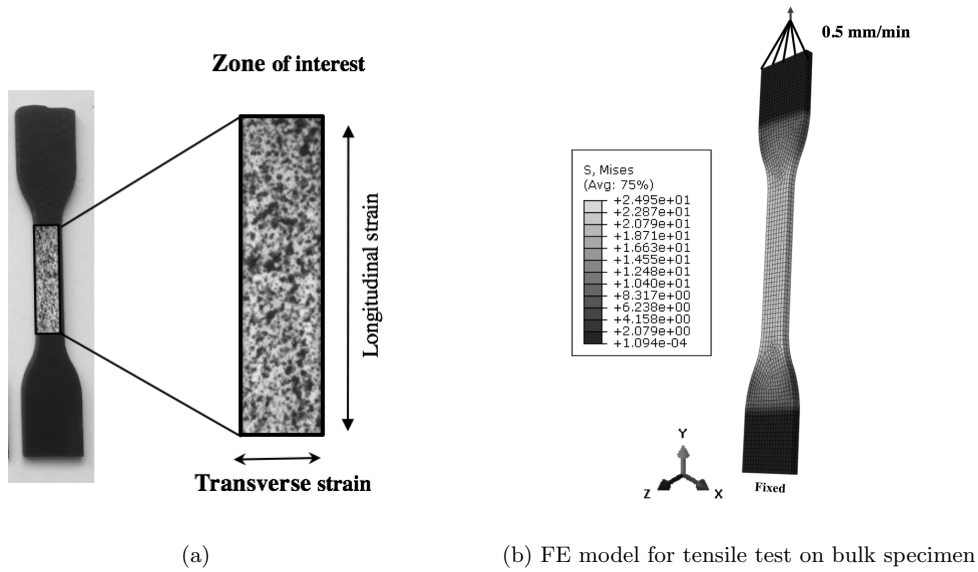 Zone of interest
Longitudinal strain
Transverse strain
(a)
0.5 mm/min
S, Mises
(Avg: 75%)
+2.495e+01
+2.287e+01
+2.079e+01
+1.871e+01
+1.663e+01
+1.455e+01
+1.248e+01
+1.040e+01
+8.317e+00
+6.238e+00
+4.158e+00
+2.079e+00
+1.094e-04
Y
Z
X
Fixed
(b) FE model for tensile test on bulk specimen